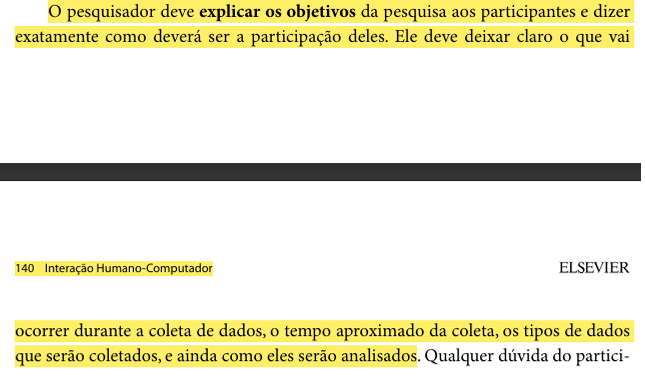 O pesquisador deve explicar os objetivos da pesquisa aos participantes e dizer
exatamente como deverá ser a participação deles. Ele deve deixar claro o que vai
140 Interação Humano-Computador ELSEVIER
ocorrer durante a coleta de dados, o tempo aproximado da coleta, os tipos de dados
que serão coletados, e ainda como eles serão analisados. Qualquer dúvida do partici-